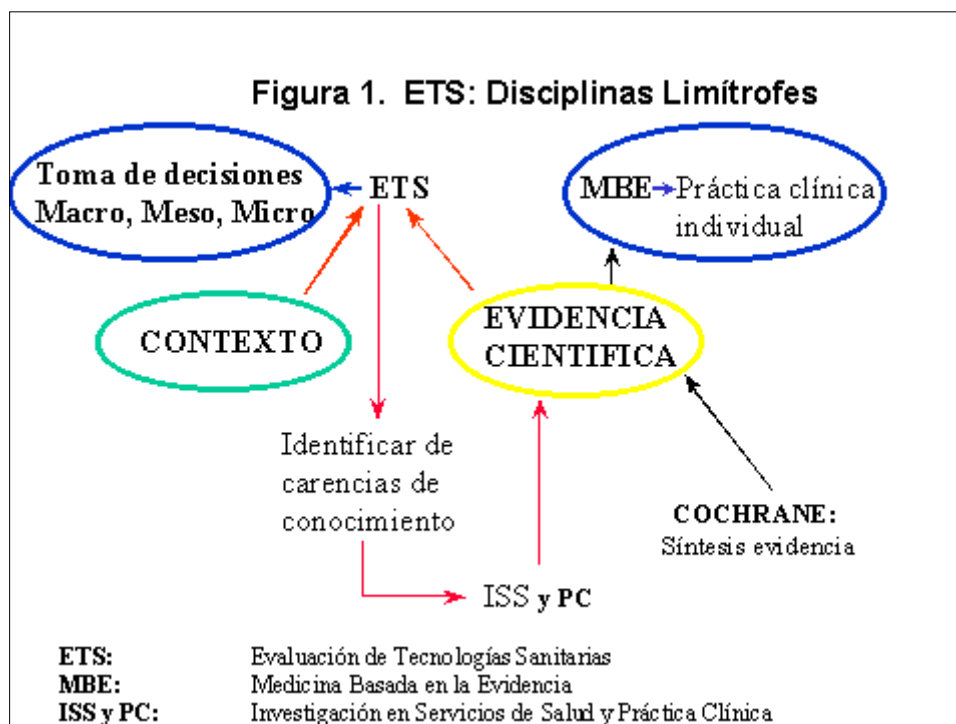 Figura 1. ETS: Disciplinas Limítrofes
Toma de decisiones
Macro, Meso, Micro
ETS
MBE
Práctica clínica
individual
CONTEXTO
EVIDENCIA
CIENTIFICA
Identificar de
carencias de
conocimiento
COCHRANE:
Síntesis evidencia
ISS y PC
ETS: Evaluación de Tecnologías Sanitarias
MBE: Medicina Basada en la Evidencia
ISS y PC: Investigación en Servicios de Salud y Práctica Clínica